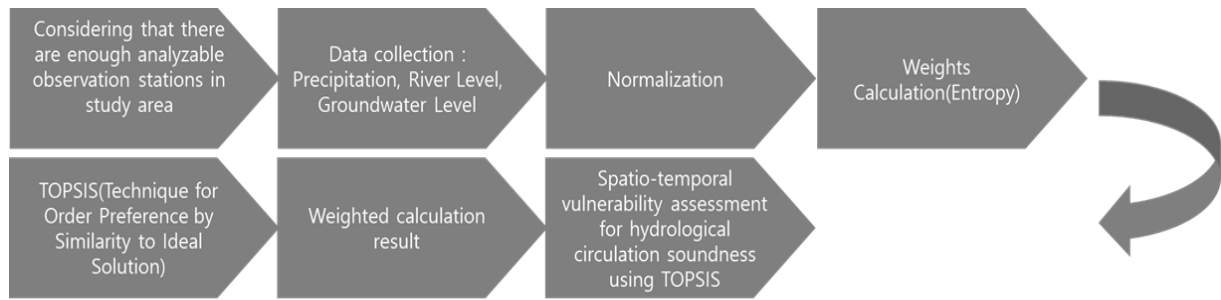 Considering that there
are enough analyzable
observation stations in
study area
Data collection :
Precipitation, River Level,
Groundwater Level
Normalization
Weights
Calculation(Entropy)
TOPSIS(Technique for
Order Preference by
Similarity to Ideal
Solution)
Weighted calculation
result
Spatio-temporal
vulnerability assessment
for hydrological
circulation soundness
using TOPSIS